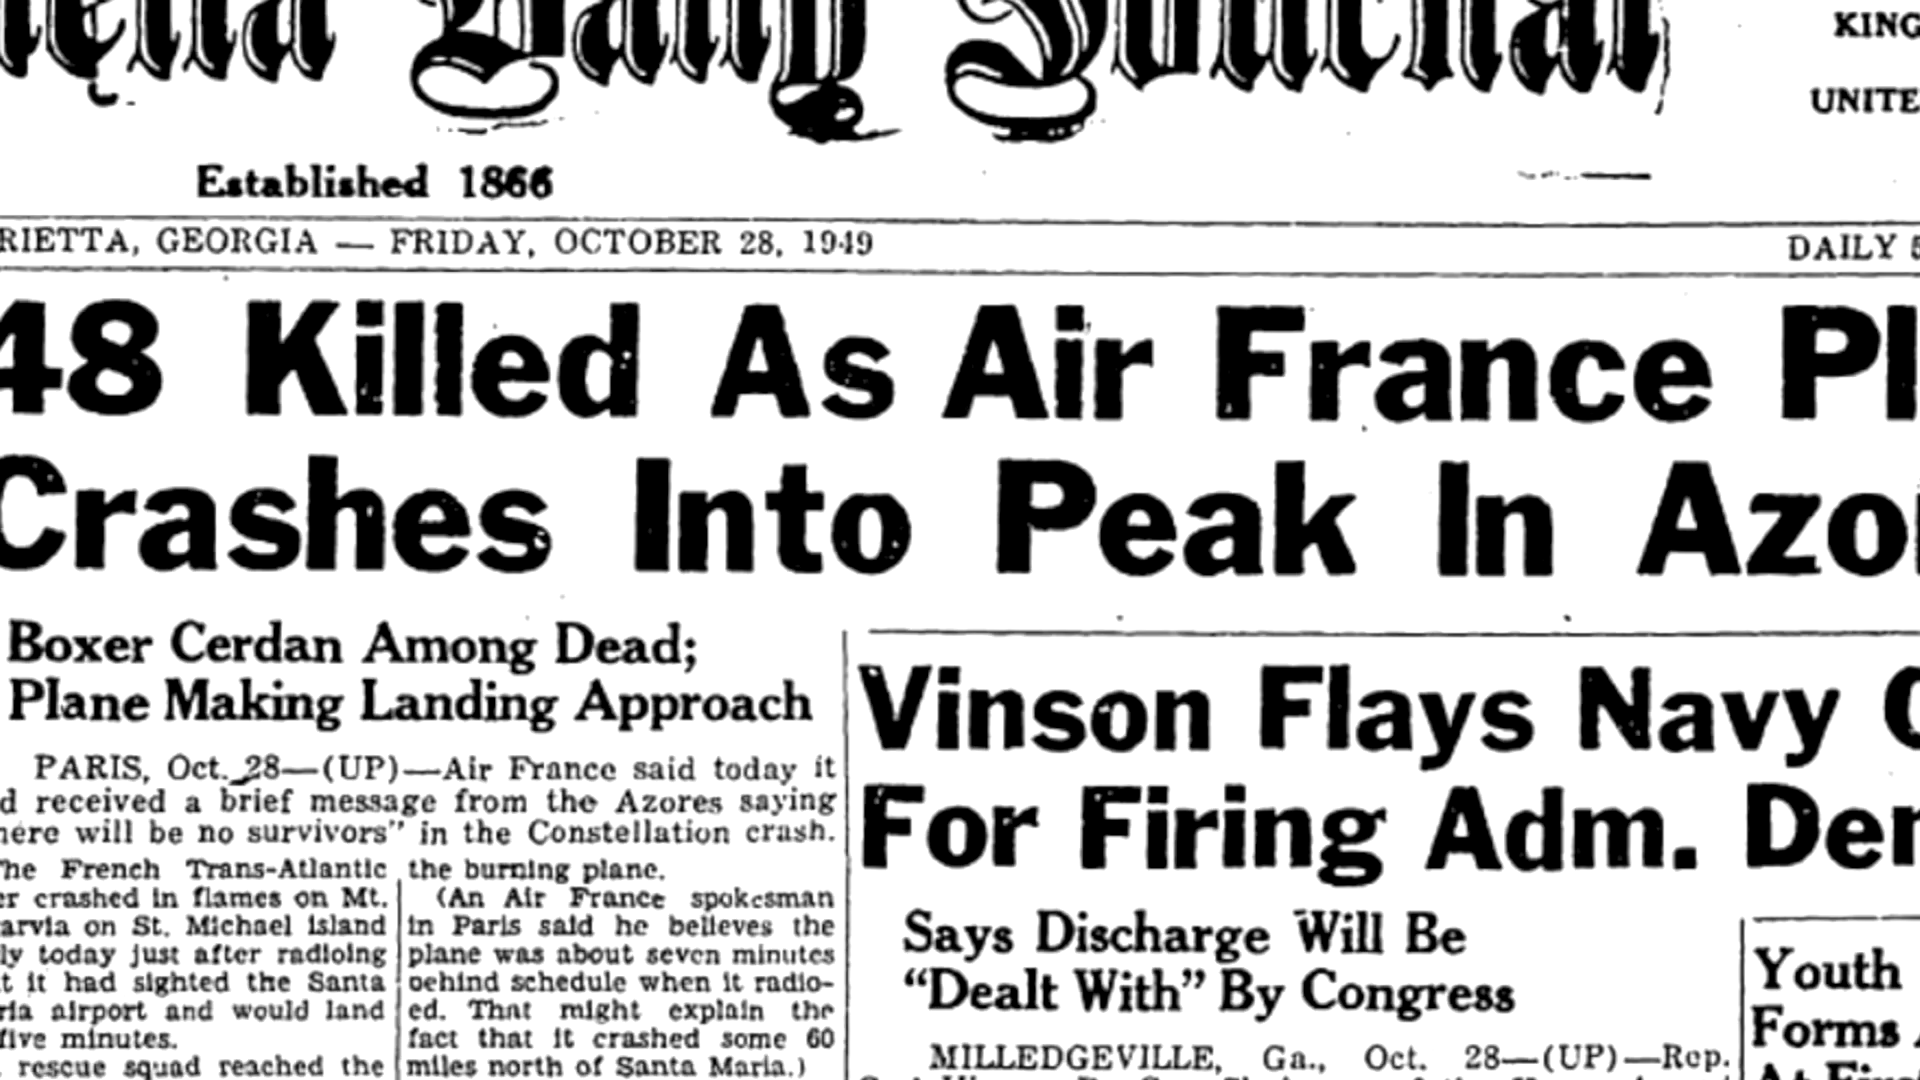 Daily Journal
KING
UNITE
Established 1866
RIETTA, GEORGIA — FRIDAY, OCTOBER 28, 1949
DAILY 5
48 Killed As Air France Pl
Crashes Into Peak In Azo
Boxer Cerdan Among Dead;
Plane Making Landing Approach
PARIS, Oct. 28—(UP)—Air France said today it
d received a brief message from the Azores saying
here will be no survivors" in the Constellation crash.
The French Trans-Atlantic
er crashed in flames on Mt.
arvia on St. Michael island
ly today just after radioing
t it had sighted the Santa
ria airport and would land
five minutes.
rescue squad reached the
the burning plane.
(An Air France spokesman
in Paris said he believes the
plane was about seven minutes
behind schedule when it radio-
ed. That might explain the
fact that it crashed some 60
miles north of Santa Maria.)
Vinson Flays Navy
For Firing Adm. Den
Says Discharge Will Be
"Dealt With" By Congress
MILLEDGEVILLE, Ga., Oct. 28—(UP)—Rep.
Youth
Forms